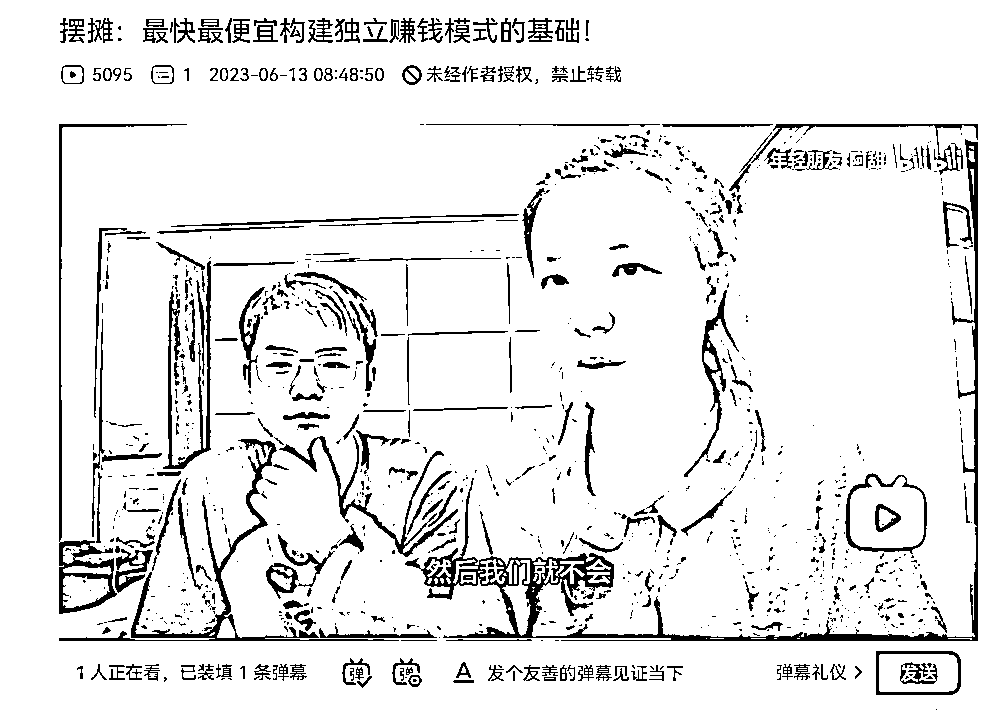 摆摊：最快最便宜构建独立赚钱模式的基础！
5095 1 2023-06-13 08:48:50 未经作者授权，禁止转载
年轻朋友 回甜 bilibili
然后我们就不会
1 人正在看，已装填 1 条弹幕 弹 弹 A 发个友善的弹幕见证当下 弹幕礼仪 发送